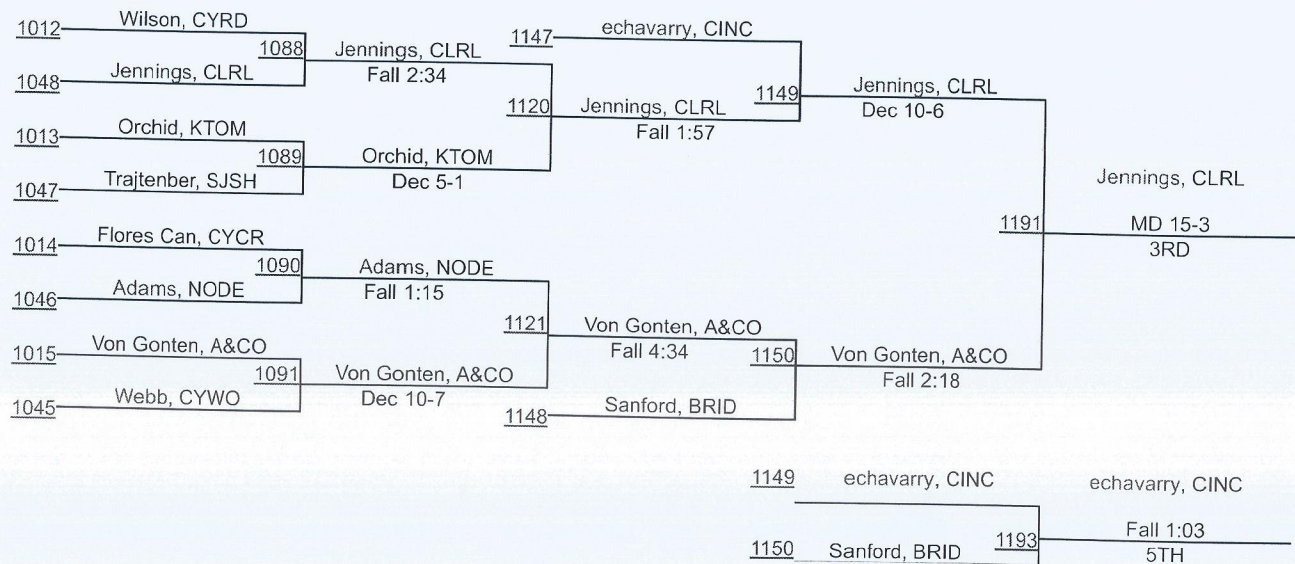 1012 Wilson, CYRD
1088
1048 Jennings, CLRL
Jennings, CLRL
Fall 2:34
1013 Orchid, KTOM
1089
1047 Trajtenber, SJSH
Orchid, KTOM
Dec 5-1
1120
1014 Flores Can, CYCR
1090
1046 Adams, NODE
Adams, NODE
Fall 1:15
1015 Von Gonten, A&CO
1091
1045 Webb, CYWO
Von Gonten, A&CO
Dec 10-7
1121
1147 echavarry, CINC
Jennings, CLRL
Fall 1:57
1149
Von Gonten, A&CO
Fall 4:34
1150
1148 Sanford, BRID
Jennings, CLRL
Dec 10-6
1191
Von Gonten, A&CO
Fall 2:18
Jennings, CLRL
MD 15-3
3RD
1149 echavarry, CINC
1193
1150 Sanford, BRID
echavarry, CINC
Fall 1:03
5TH